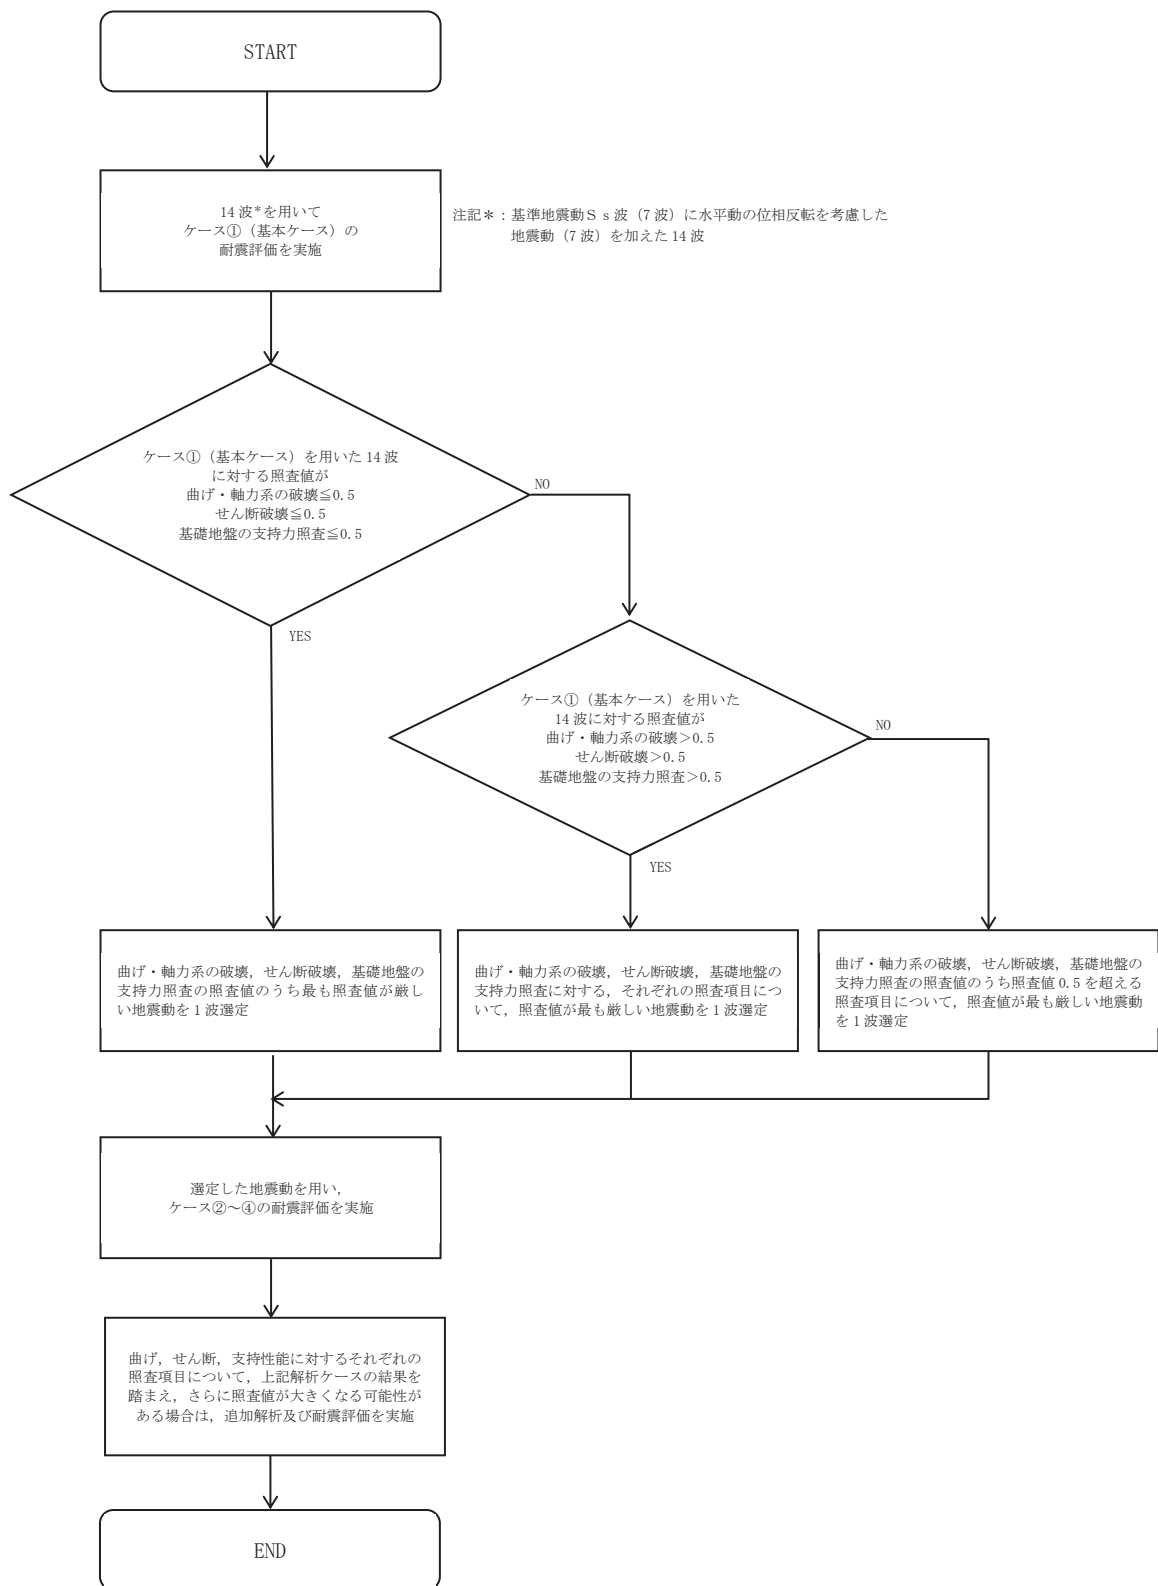 START
14 波*を用いて
ケース①（基本ケース）の
耐震評価を実施
注記＊：基準地震動Ｓｓ波（7 波）に水平動の位相反転を考慮した
地震動（7 波）を加えた 14 波
ケース①（基本ケース）を用いた 14 波
に対する照査値が
曲げ・軸力系の破壊≦0.5
せん断破壊≦0.5
基礎地盤の支持力照査≦0.5
NO
YES
ケース①（基本ケース）を用いた
14 波に対する照査値が
曲げ・軸力系の破壊＞0.5
せん断破壊＞0.5
基礎地盤の支持力照査＞0.5
NO
YES
曲げ・軸力系の破壊，せん断破壊，基礎地盤の
支持力照査の照査値のうち最も照査値が厳し
い地震動を 1 波選定
曲げ・軸力系の破壊，せん断破壊，基礎地盤の
支持力照査に対する，それぞれの照査項目につ
いて，照査値が最も厳しい地震動を 1 波選定
曲げ・軸力系の破壊，せん断破壊，基礎地盤の
支持力照査の照査値のうち照査値 0.5 を超える
照査項目について，照査値が最も厳しい地震動
を 1 波選定
選定した地震動を用い，
ケース②～④の耐震評価を実施
曲げ，せん断，支持性能に対するそれぞれの
照査項目について，上記解析ケースの結果を
踏まえ，さらに照査値が大きくなる可能性が
ある場合は，追加解析及び耐震評価を実施
END